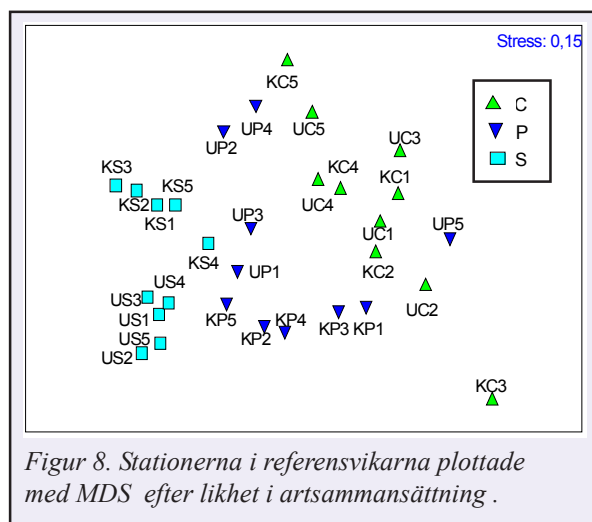 Stress: 0,15
KC5
C
P
S
UP4
UC5
UP2
UC3
KS3
KC4
KS2
KS5
UC4
KC1
KS1
UP3
UC1
UP5
KS4
KC2
UP1
US4
US3
UC2
US1
KP5
KP4
US5
KP2
KP3
KP1
US2
KC3
Figur 8. Stationerna i referensvikarna plottade
med MDS efter likhet i artsammansättning .